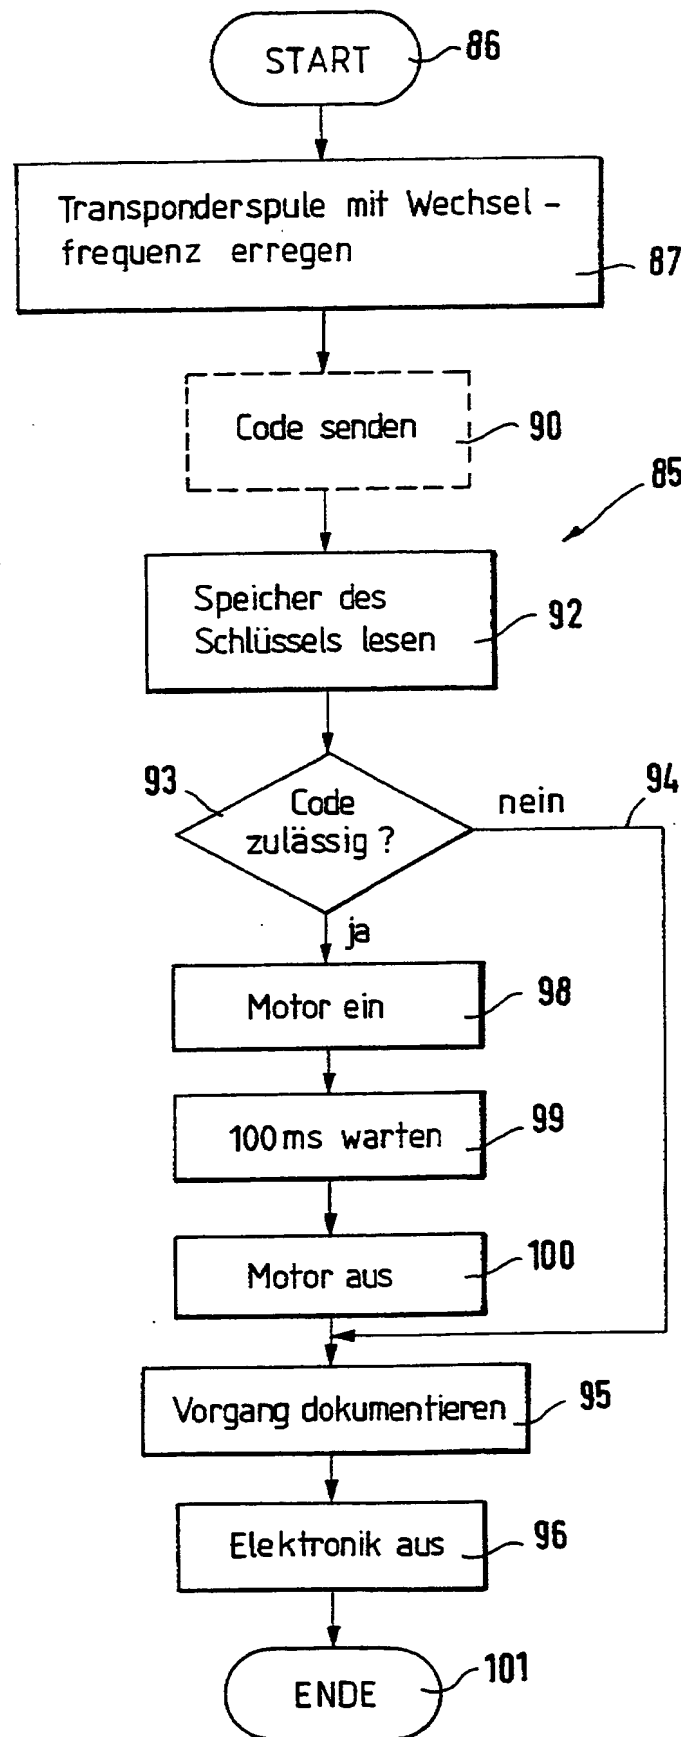 START
86
Transponderspule mit Wechsel-
frequenz erregen
87
Code senden
90
85
Speicher des
Schlüssels lesen
92
93
Code
zulässig ?
nein
94
ja
Motor ein
98
100ms warten
99
Motor aus
100
Vorgang dokumentieren
95
Elektronik aus
96
ENDE
101